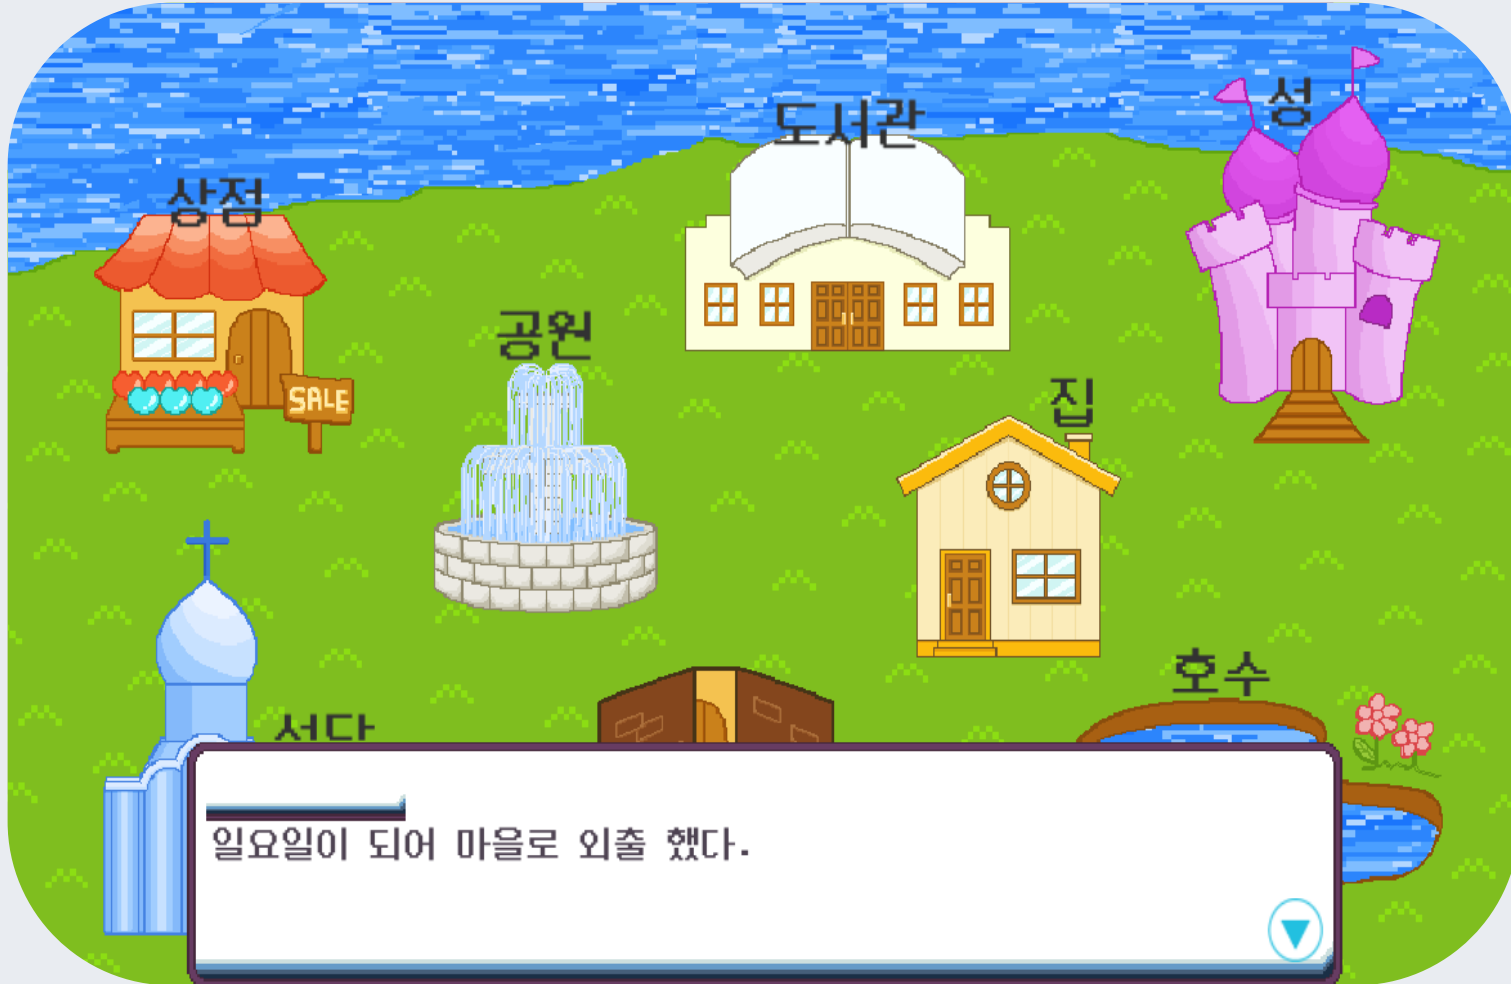 성
도서관
상점
공원
집
SALE
호수
일요일이 되어 마을로 외출 했다.